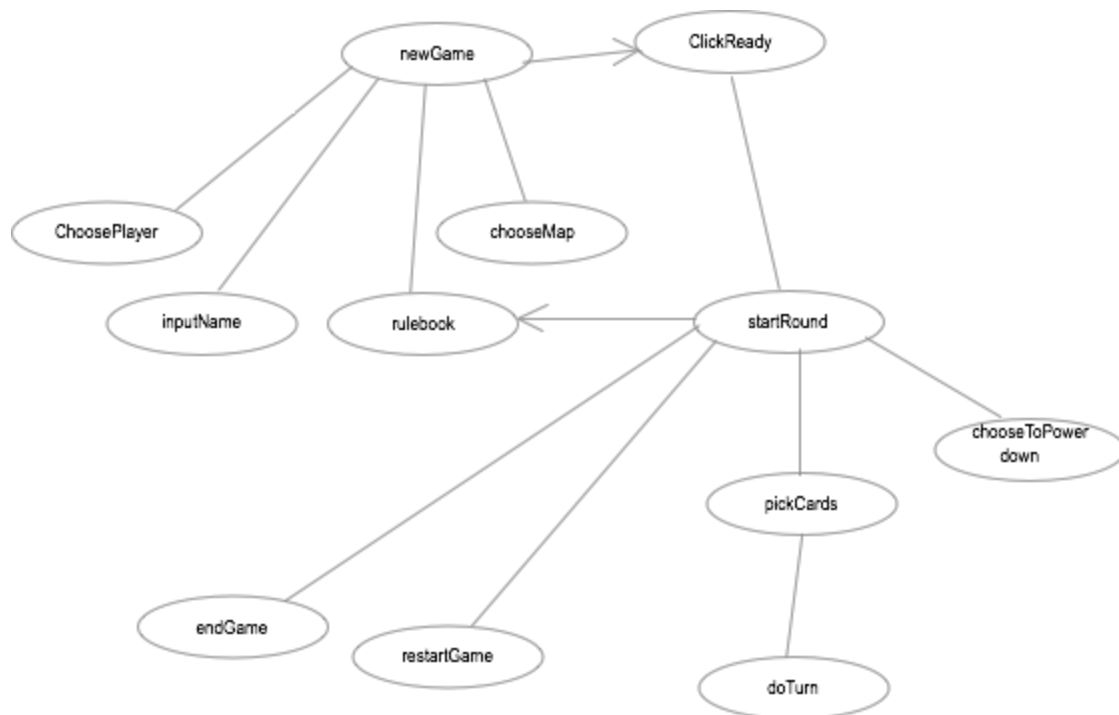 newGame
ClickReady
ChoosePlayer
chooseMap
inputName
rulebook
startRound
chooseToPower
down
pickCards
endGame
restartGame
doTurn